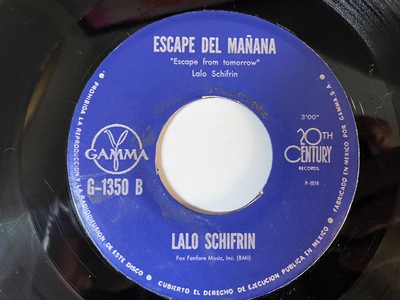 ESCAPE DEL MAÑANA
"Escape from tomorrow"
Lalo Schifrin
3'00"
GAMMA
20TH
CENTURY
RECORDS
G-1350 B
P-1974
LALO SCHIFRIN
Fox Fanfare Music, Inc. (BMI)
PROHIBIDA LA REPRODUCCION Y LA RADIODIFUSION DE ESTE DISCO
CUBIERTO EL DERECHO DE EJECUCION PUBLICA EN MEXICO
FABRICADO EN MEXICO POR GAMMA S A